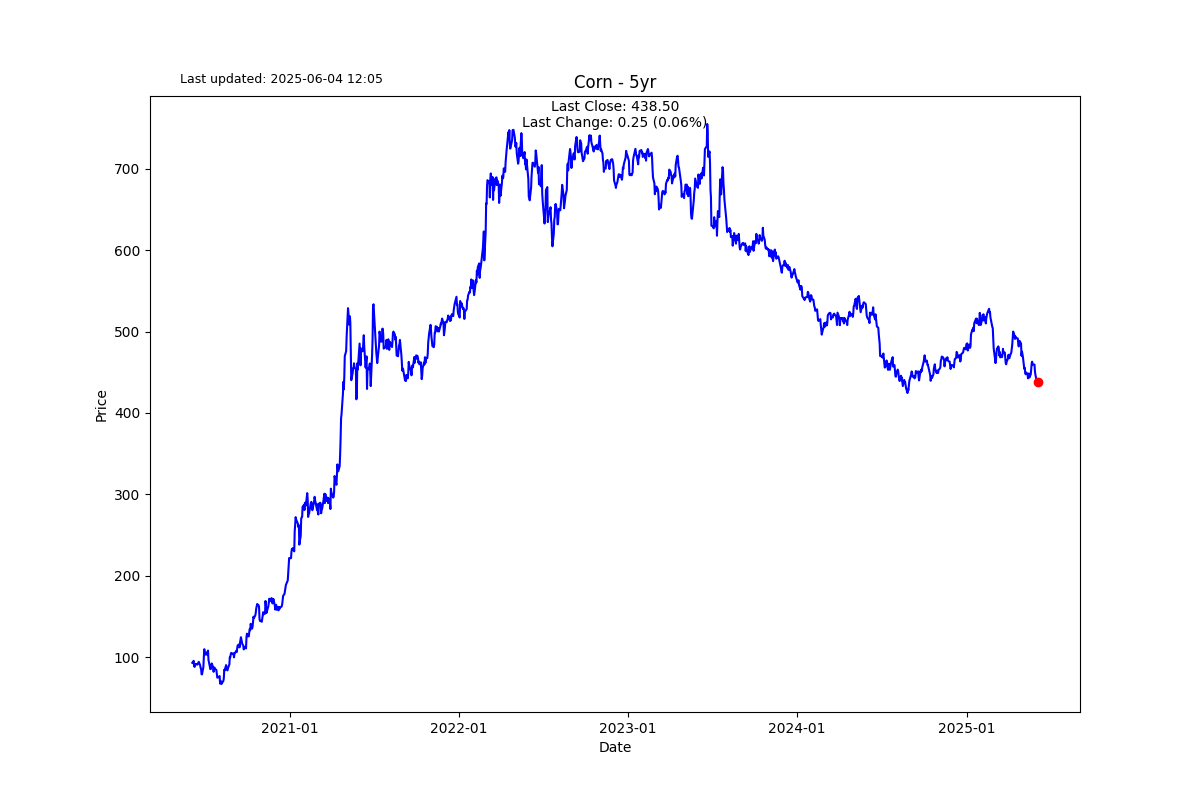 Last updated: 2025-06-04 12:05
Corn - 5yr
Last Close: 438.50
Last Change: 0.25 (0.06%)
700
600
500
400
300
200
100
Price
2021-01
2022-01
2023-01
2024-01
2025-01
Date